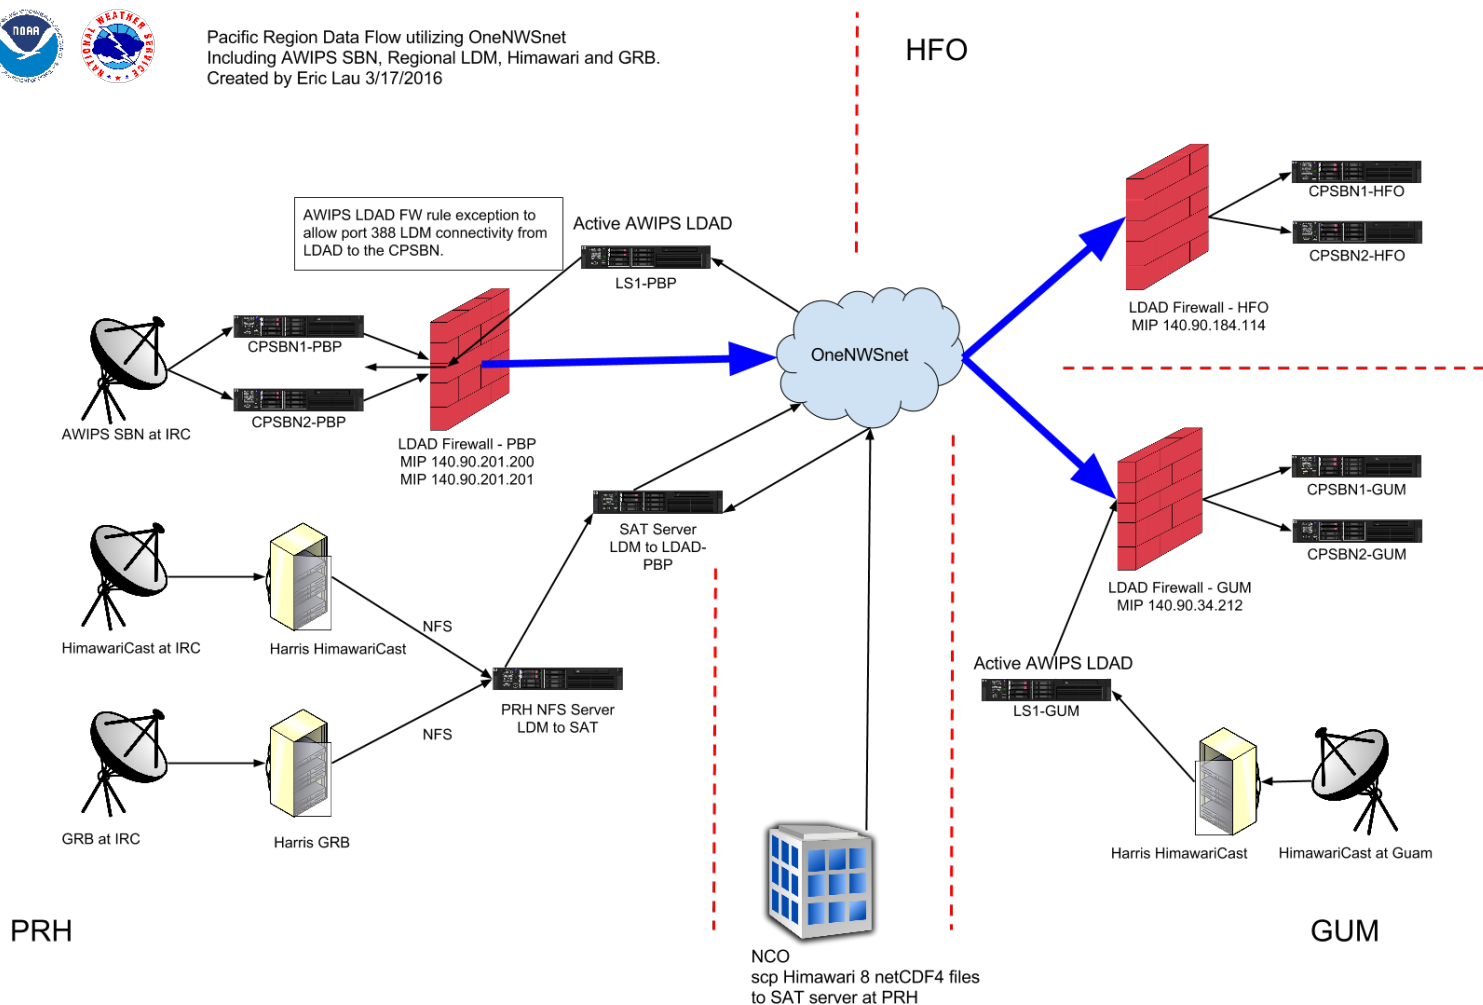 NOAA
NATIONAL WEATHER SERVICE
Pacific Region Data Flow utilizing OneNWSnet
Including AWIPS SBN, Regional LDM, Himawari and GRB.
Created by Eric Lau 3/17/2016
HFO
AWIPS LDAD FW rule exception to
allow port 388 LDM connectivity from
LDAD to the CPSBN.
Active AWIPS LDAD
LS1-PBP
CPSBN1-HFO
CPSBN2-HFO
LDAD Firewall - HFO
MIP 140.90.184.114
CPSBN1-PBP
CPSBN2-PBP
AWIPS SBN at IRC
OneNWSnet
LDAD Firewall - PBP
MIP 140.90.201.200
MIP 140.90.201.201
CPSBN1-GUM
CPSBN2-GUM
SAT Server
LDM to LDAD-
PBP
LDAD Firewall - GUM
MIP 140.90.34.212
HimawariCast at IRC
Harris HimawariCast
NFS
Active AWIPS LDAD
LS1-GUM
PRH NFS Server
LDM to SAT
NFS
GRB at IRC
Harris GRB
Harris HimawariCast
HimawariCast at Guam
PRH
GUM
NCO
scp Himawari 8 netCDF4 files
to SAT server at PRH